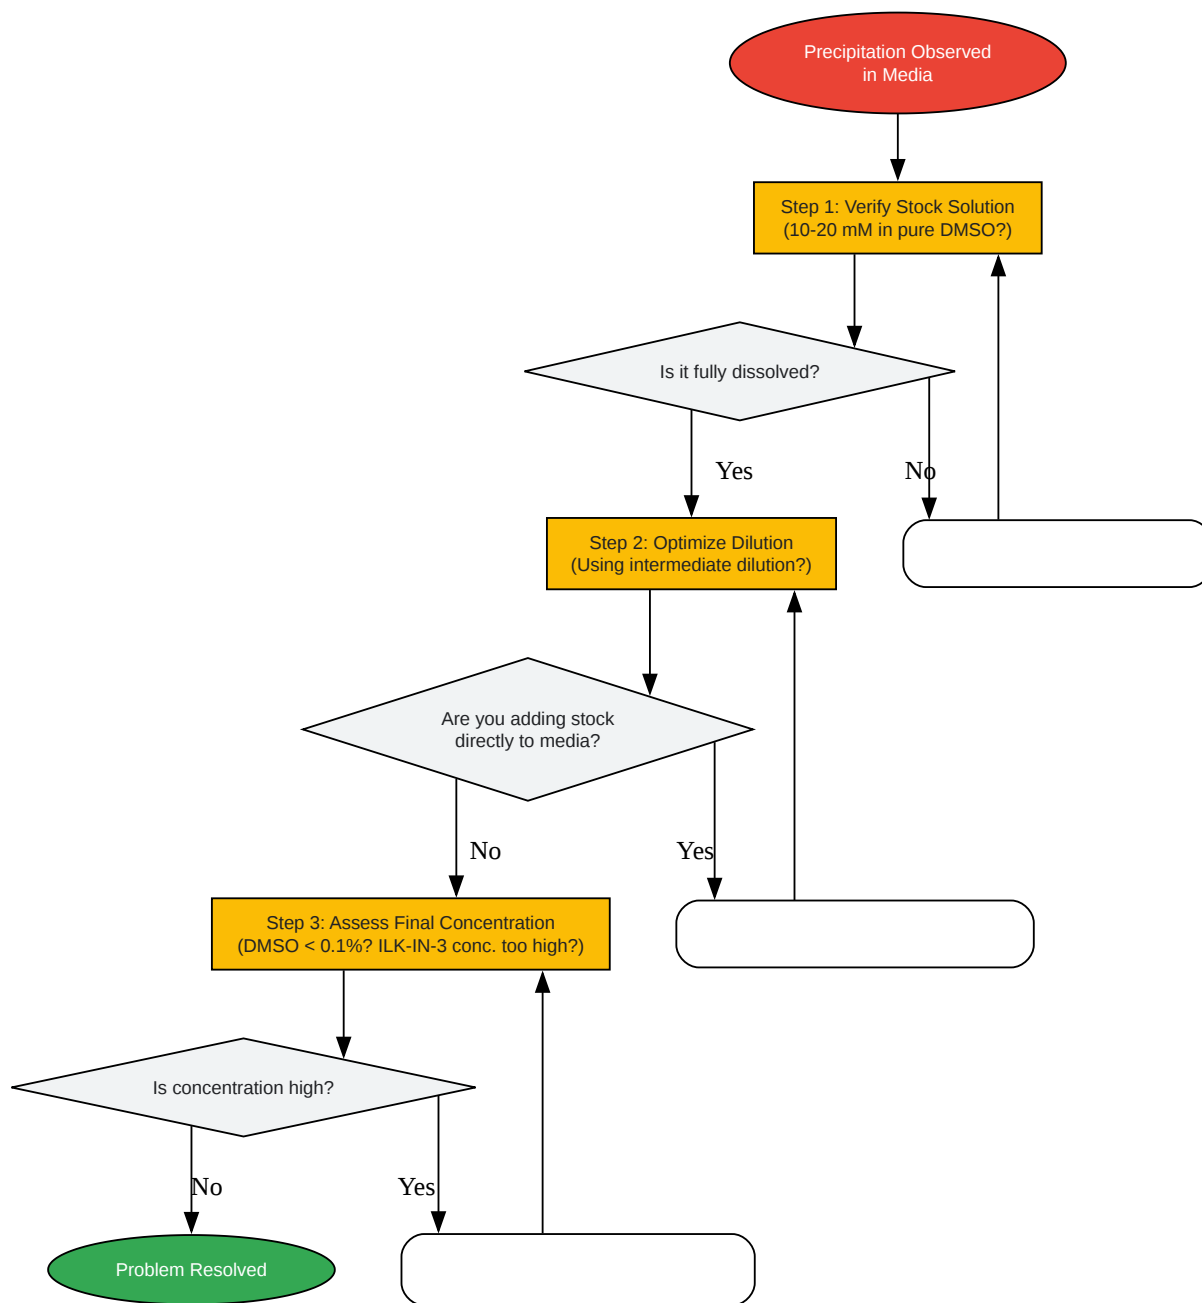 Precipitation Observed
in Media
Step 1: Verify Stock Solution
(10-20 mM in pure DMSO?)
Is it fully dissolved?
Yes
No
Step 2: Optimize Dilution
(Using intermediate dilution?)
Are you adding stock
directly to media?
No
Yes
Step 3: Assess Final Concentration
(DMSO < 0.1%? ILK-IN-3 conc. too high?)
Is concentration high?
No
Yes
Problem Resolved